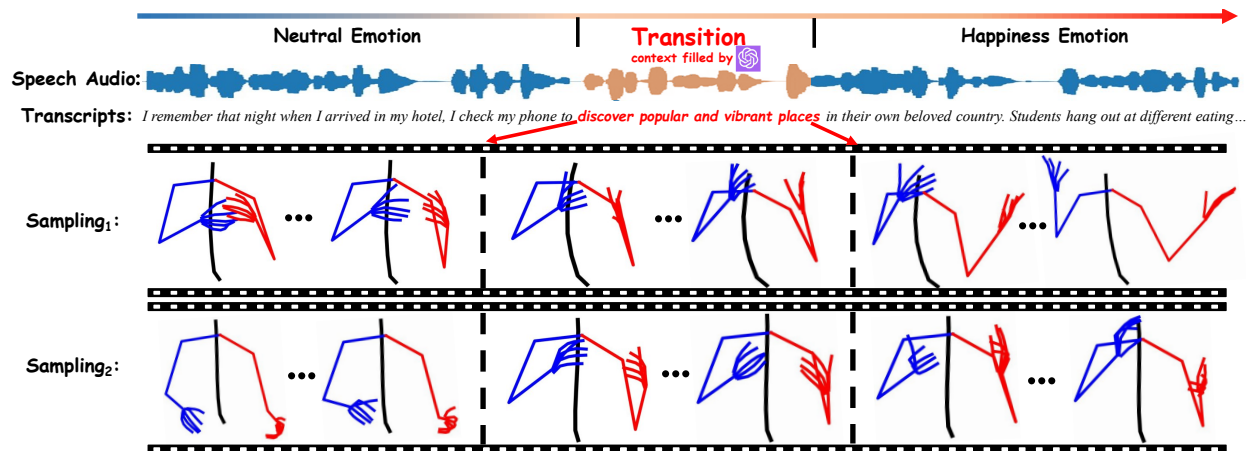 Neutral Emotion
Transition
Happiness Emotion
context filled by
Speech Audio:
Transcripts: I remember that night when I arrived in my hotel, I check my phone to discover popular and vibrant places in their own beloved country. Students hang out at different eating...
Sampling1:
Sampling2: